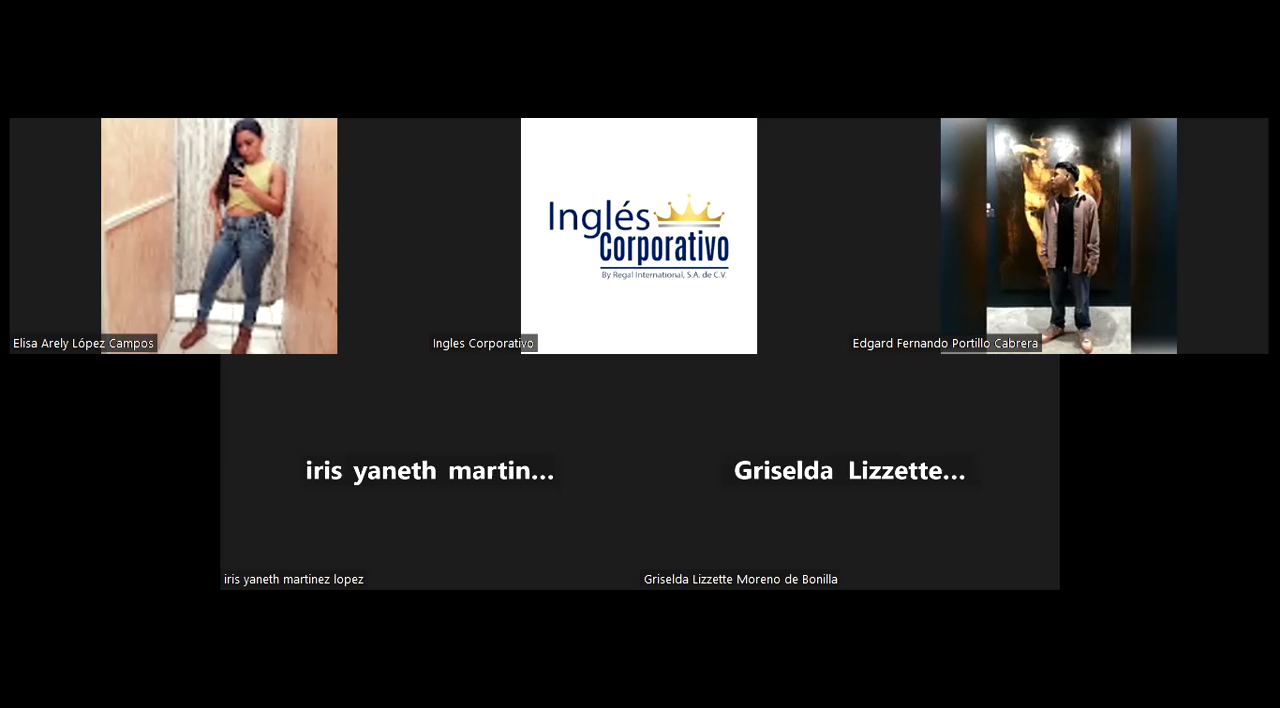 Inglés
Corporativo
By Regal International, S.A. de C.V.
Elisa Arely López Campos
Ingles Corporativo
Edgard Fernando Portillo Cabrera
iris yaneth martin...
Griselda Lizzette...
iris yaneth martinez lopez
Griselda Lizzette Moreno de Bonilla